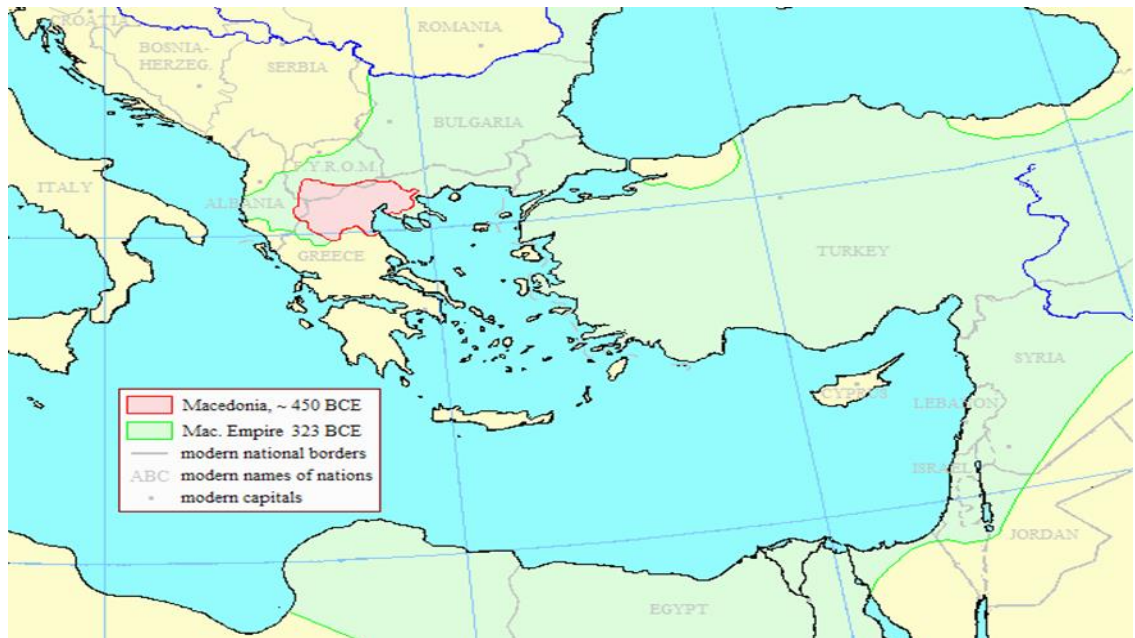 CROATIA
ROMANIA
BOSNIA-
HERZEG.
SERBIA
BULGARIA
F.Y.R.O.M.
ITALY
ALBANIA
GREECE
TURKEY
SYRIA
CYPRUS
LEBANON
ISRAEL
JORDAN
EGYPT
Macedonia, ~ 450 BCE
Mac. Empire 323 BCE
modern national borders
ABC modern names of nations
modern capitals